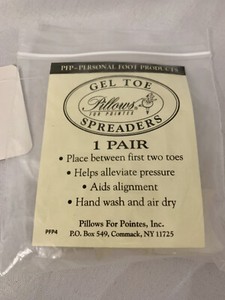 PFP-PERSONAL FOOT PRODUCTS
GEL TOE
Pillows
FOR POINTES
SPREADERS
1 PAIR
• Place between first two toes
• Helps alleviate pressure
• Aids alignment
• Hand wash and air dry
Pillows For Pointes, Inc.
PFP4
P.O. Box 549, Commack, NY 11725